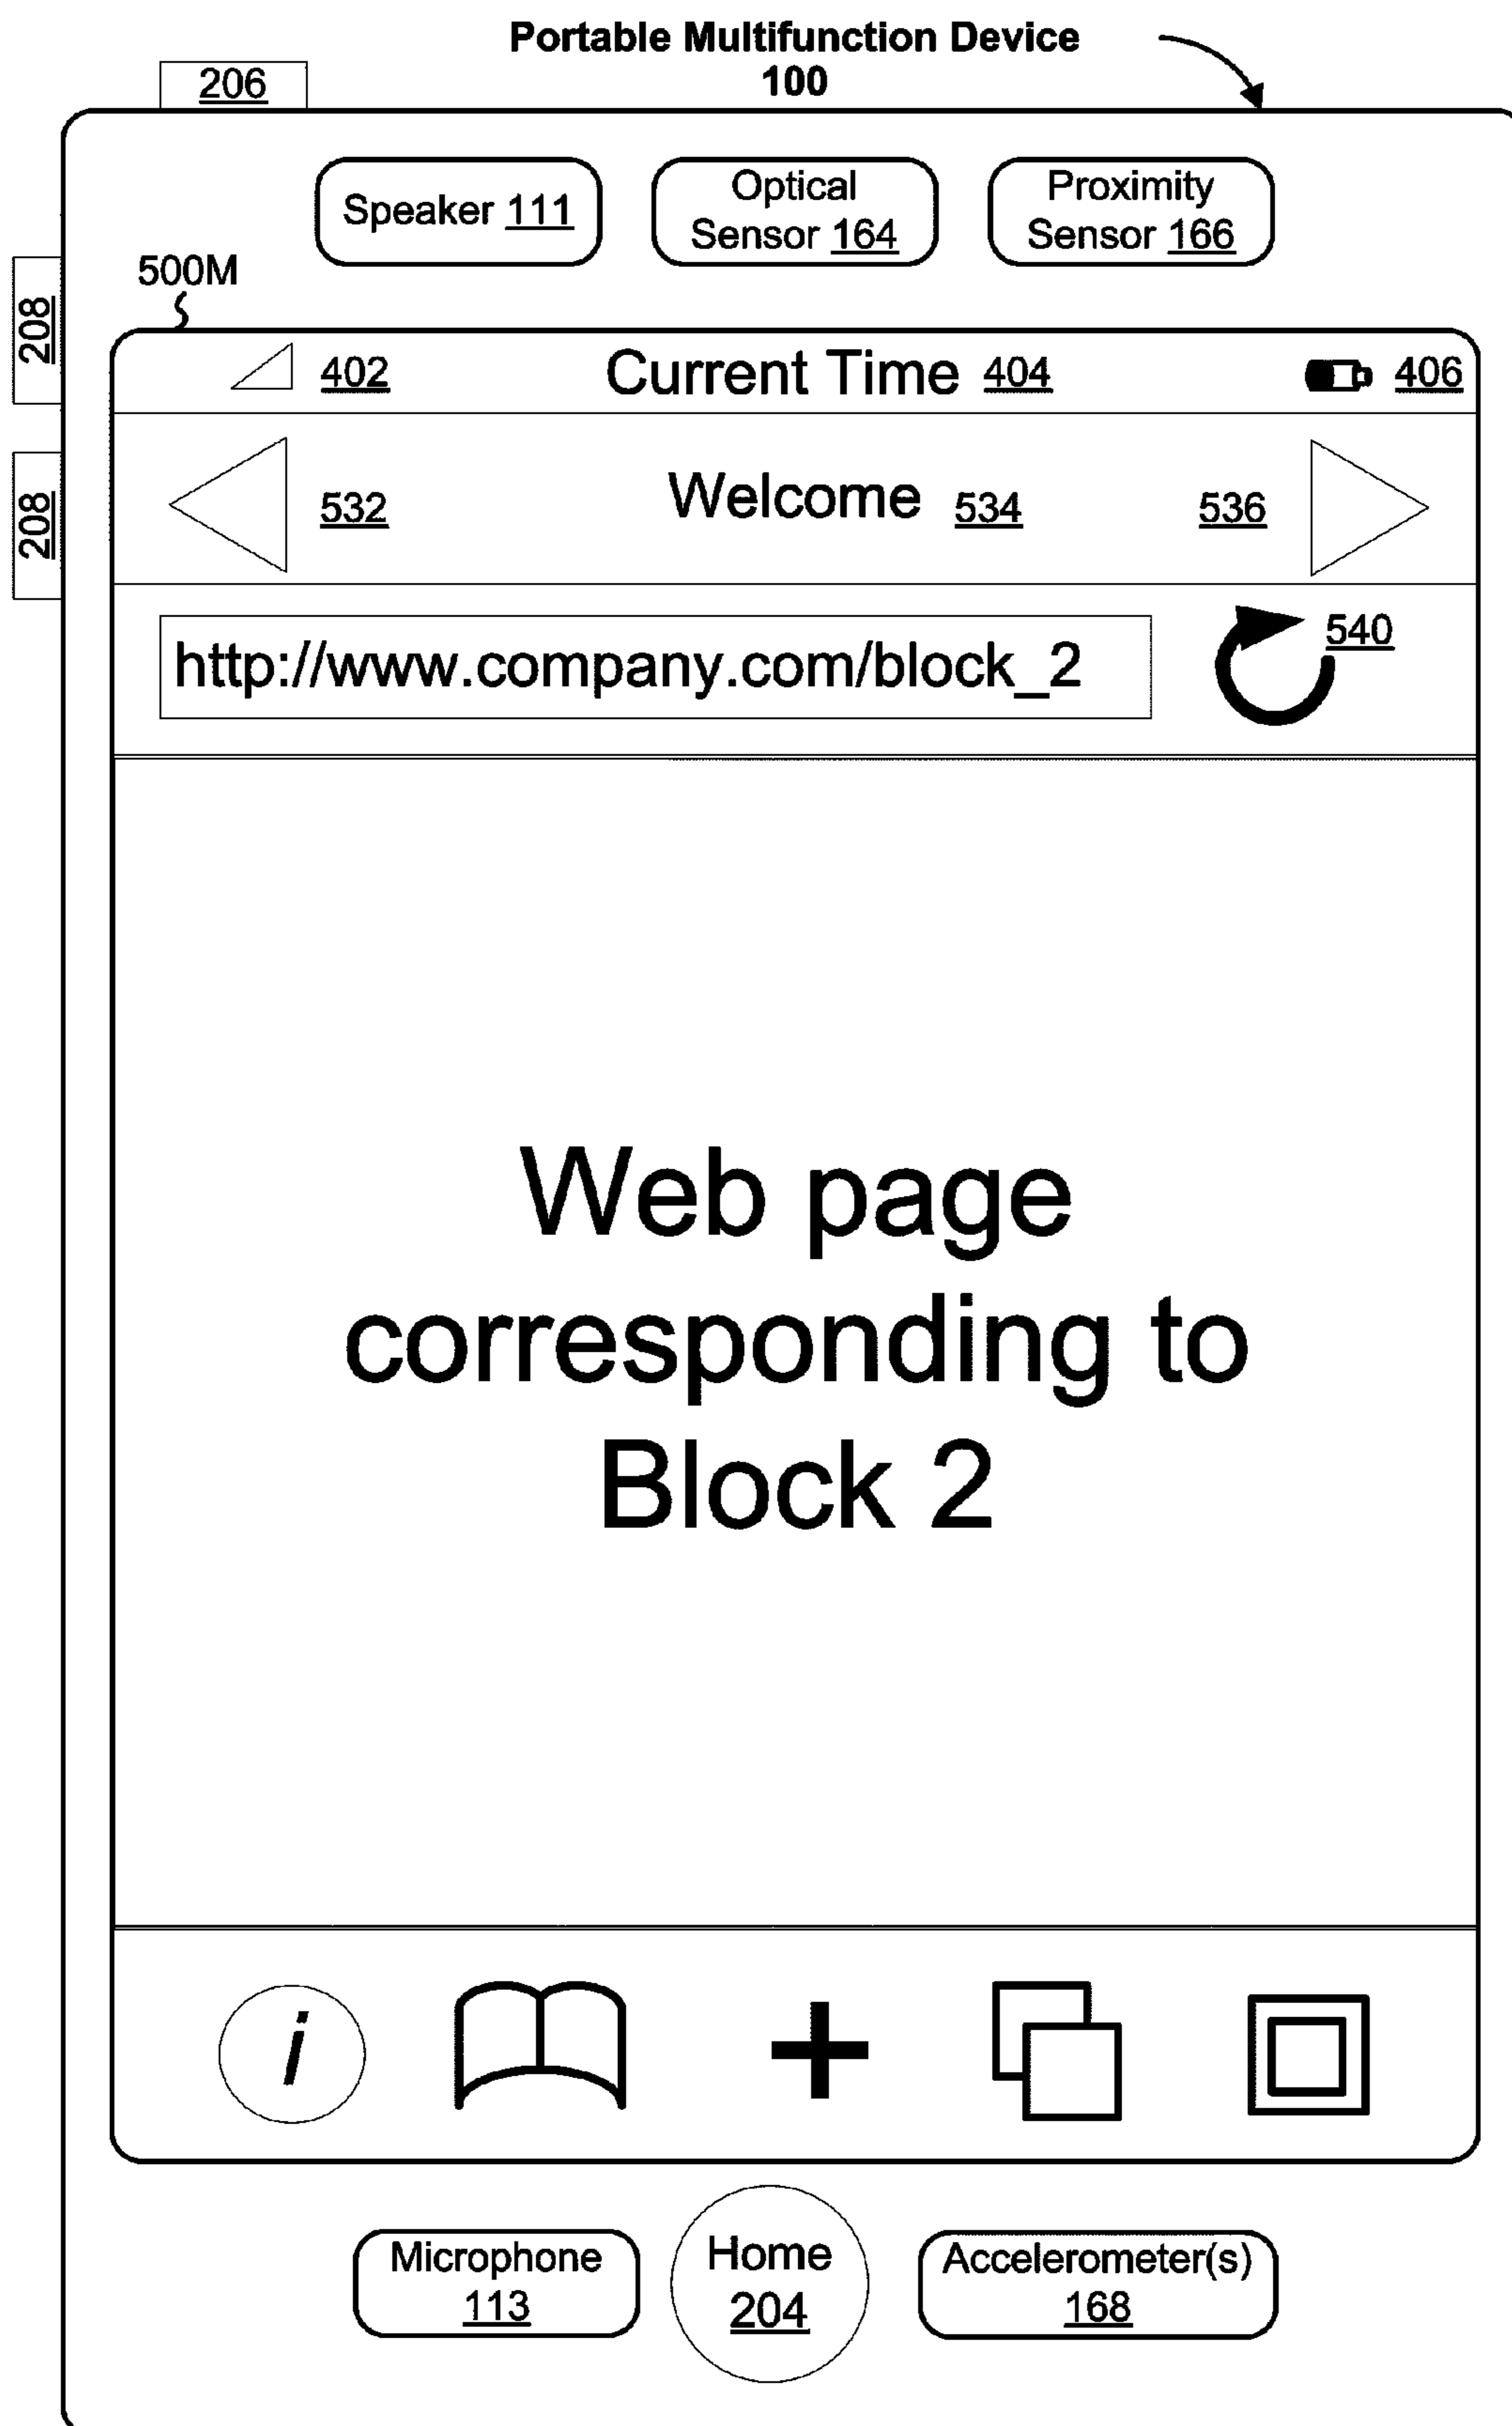 Portable Multifunction Device
100
206
Speaker 111
Optical
Sensor 164
Proximity
Sensor 166
500M
208
208
402
Current Time 404
406
532
Welcome 534
536
http://www.company.com/block_2
540
Web page
corresponding to
Block 2
i
Microphone
113
Home
204
Accelerometer(s)
168